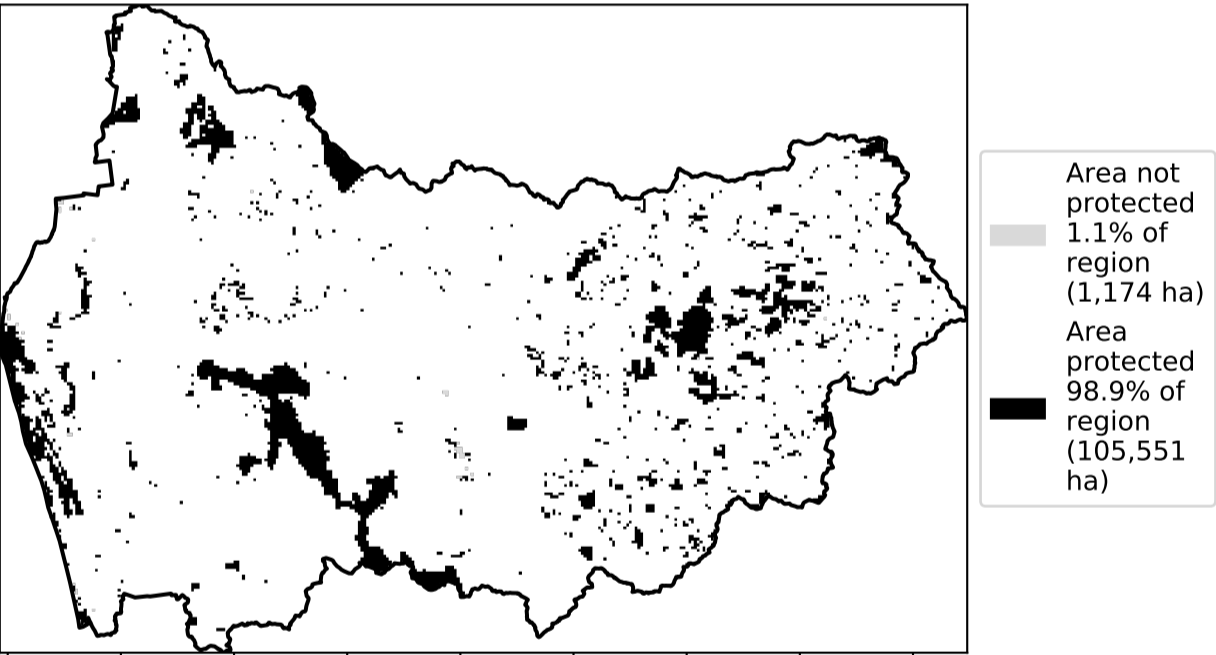 Area not
protected
1.1% of
region
(1,174 ha)
Area
protected
98.9% of
region
(105,551
ha)